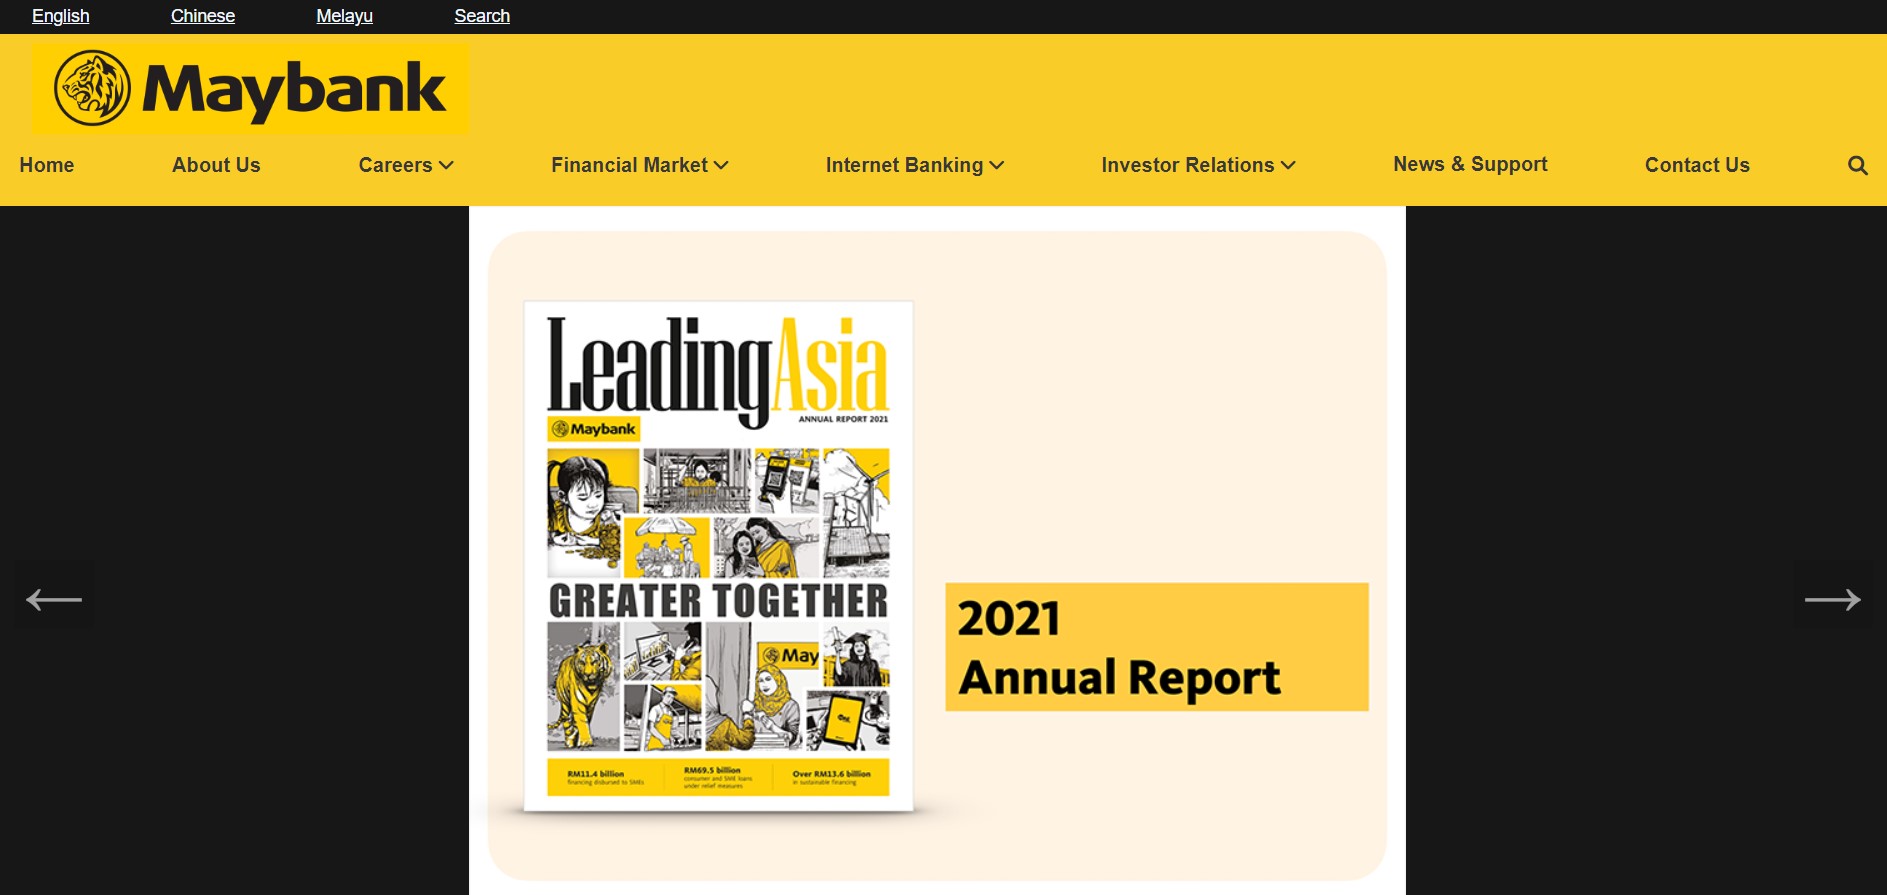 English Chinese Melayu Search
Maybank
Home About Us Careers Financial Market Internet Banking Investor Relations News & Support Contact Us
LeadingAsia
ANNUAL REPORT 2021
Maybank
GREATER TOGETHER
May
RM11.4 billion
financing disbursed to SMEs
RM69.5 billion
consumer and SME loans
under relief measures
Over RM13.6 billion
in sustainable financing
2021
Annual Report